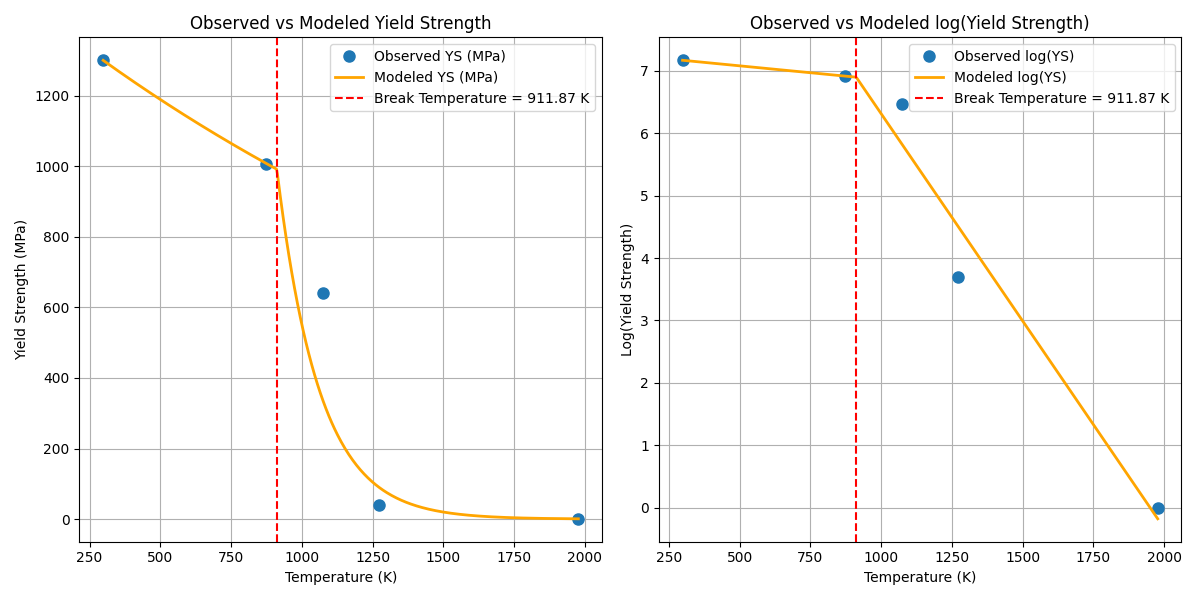 Observed vs Modeled Yield Strength
Observed YS (MPa)
Modeled YS (MPa)
Break Temperature = 911.87 K
Yield Strength (MPa)
1200
1000
800
600
400
200
0
250 500 750 1000 1250 1500 1750 2000
Temperature (K)
Observed vs Modeled log(Yield Strength)
Observed log(YS)
Modeled log(YS)
Break Temperature = 911.87 K
Log(Yield Strength)
7
6
5
4
3
2
1
0
250 500 750 1000 1250 1500 1750 2000
Temperature (K)